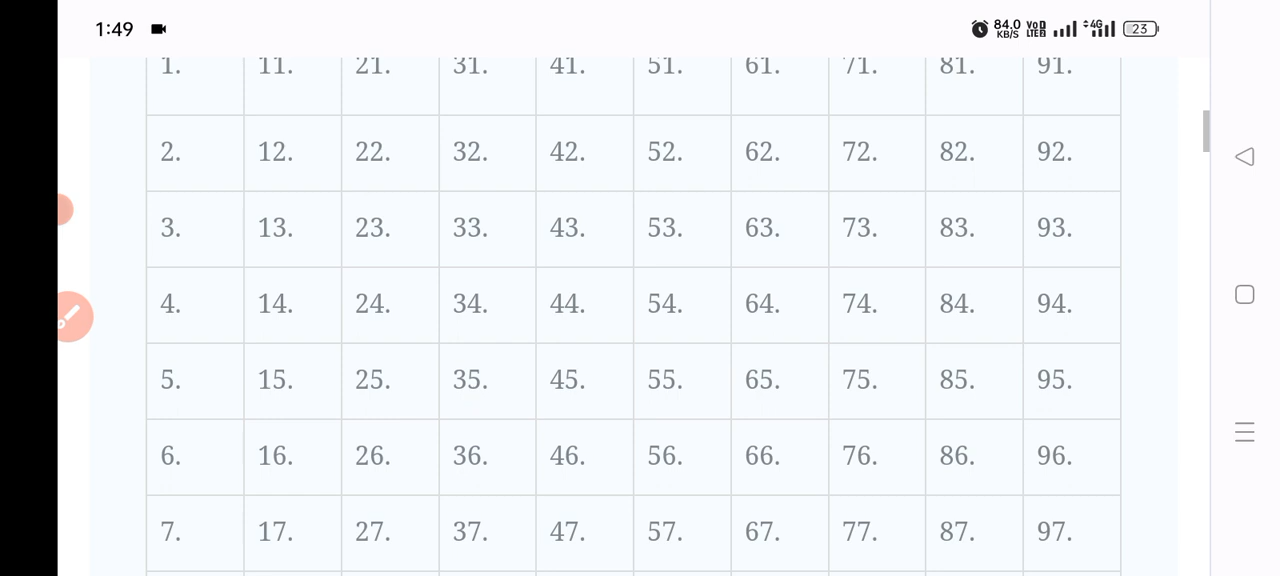 1:49 84.0 KB/S VoD LTE2 4G 23
1. 11. 21. 31. 41. 51. 61. 71. 81. 91.
2. 12. 22. 32. 42. 52. 62. 72. 82. 92.
3. 13. 23. 33. 43. 53. 63. 73. 83. 93.
4. 14. 24. 34. 44. 54. 64. 74. 84. 94.
5. 15. 25. 35. 45. 55. 65. 75. 85. 95.
6. 16. 26. 36. 46. 56. 66. 76. 86. 96.
7. 17. 27. 37. 47. 57. 67. 77. 87. 97.